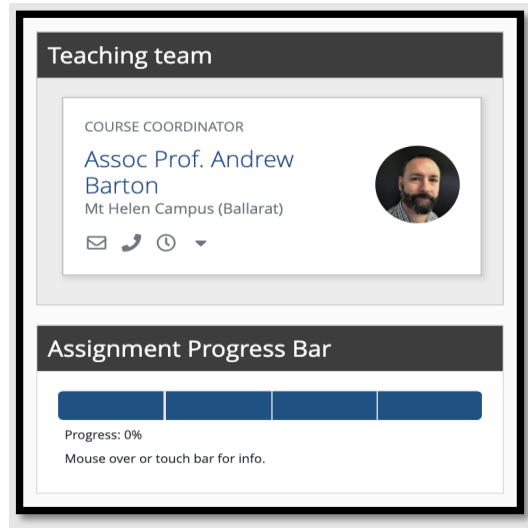 Teaching team
COURSE COORDINATOR
Assoc Prof. Andrew
Barton
Mt Helen Campus (Ballarat)
Assignment Progress Bar
Progress: 0%
Mouse over or touch bar for info.